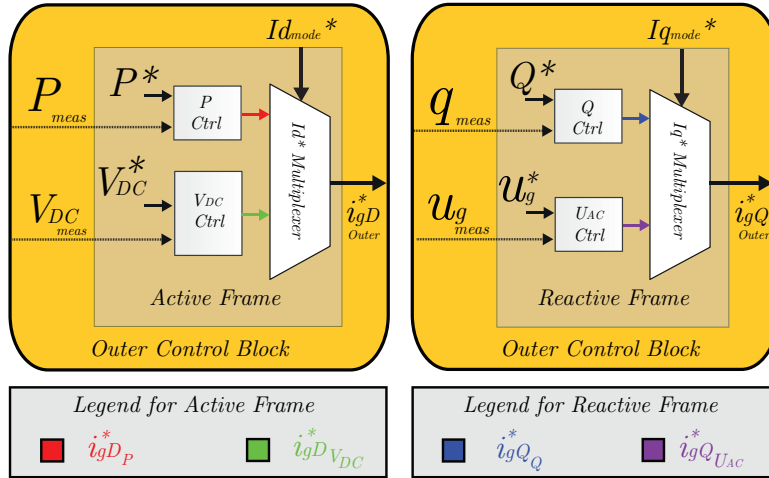 Id_mode*
P*
P_meas
P
Ctrl
Id* Multiplexer
V_DC*
V_DC meas
V_DC
Ctrl
i*_gD Outer
Active Frame
Outer Control Block
Iq_mode*
Q*
q_meas
Q
Ctrl
Iq* Multiplexer
u_g*
u_g meas
U_AC
Ctrl
i*_gQ Outer
Reactive Frame
Outer Control Block
Legend for Active Frame
i*_gD_P
i*_gD_V_DC
Legend for Reactive Frame
i*_gQ_Q
i*_gQ_U_AC